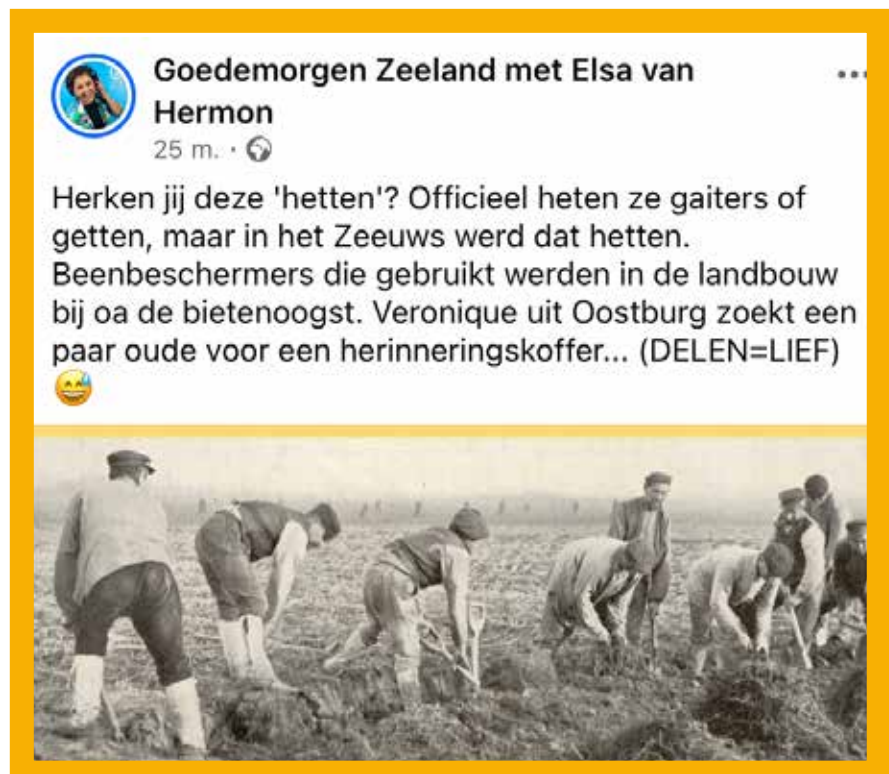 Goedemorgen Zeeland met Elsa van
Hermon
25 m.
Herken jij deze 'hetten'? Officieel heten ze gaiters of
getten, maar in het Zeeuws werd dat hetten.
Beenbeschermers die gebruikt werden in de landbouw
bij oa de bietenoogst. Veronique uit Oostburg zoekt een
paar oude voor een herinneringskoffer... (DELEN=LIEF)